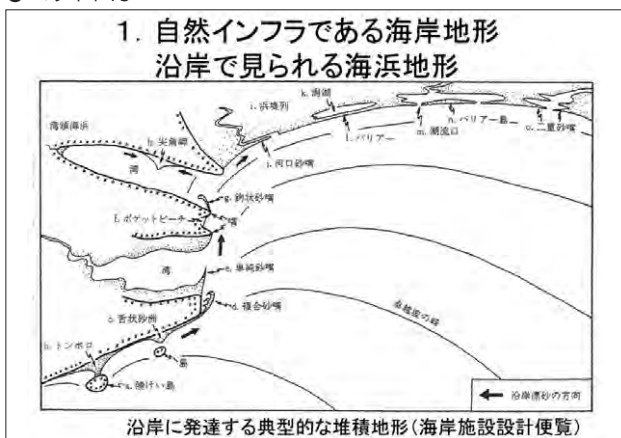 1. 自然インフラである海岸地形
沿岸で見られる海浜地形
k. 潟湖
i. 浜堤列
n. バリアー島
湾頭海浜
l. バリアー
m. 潮流口
o. 二重砂嘴
h. 尖角岬
湾
j. 河口砂嘴
g. 鉤状砂嘴
f. ポケットビーチ
嘴
湾
e. 単純砂嘴
d. 複合砂嘴
c. 舌状砂洲
島
b. トンボロ
a. 陸けい島
沿岸漂砂の方向
沿岸に発達する典型的な堆積地形(海岸施設設計便覧)